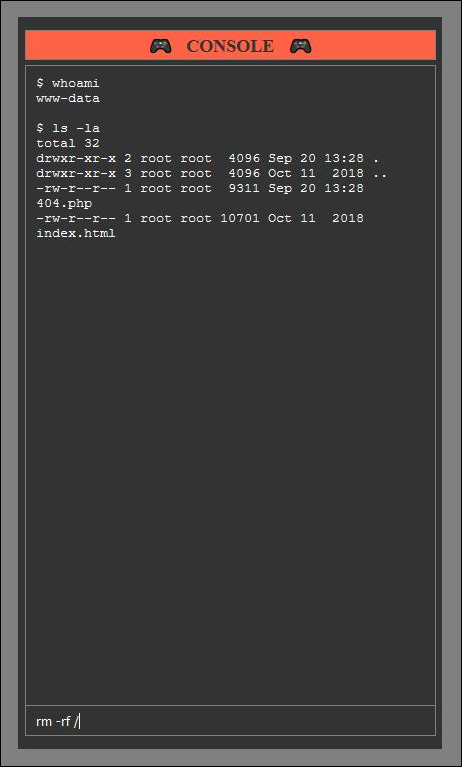 CONSOLE
$ whoami
www-data
$ ls -la
total 32
drwxr-xr-x 2 root root  4096 Sep 20 13:28 .
drwxr-xr-x 3 root root  4096 Oct 11  2018 ..
-rw-r--r-- 1 root root  9311 Sep 20 13:28
404.php
-rw-r--r-- 1 root root 10701 Oct 11  2018
index.html
rm -rf /